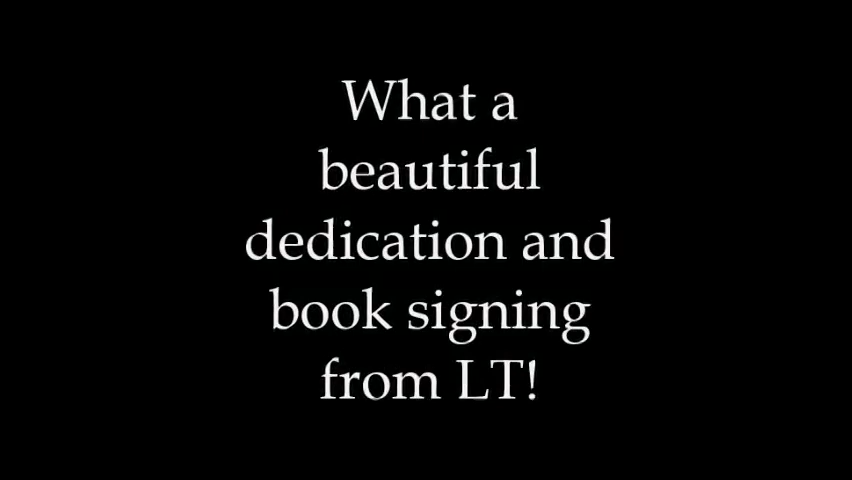 What a
beautiful
dedication and
book signing
from LT!